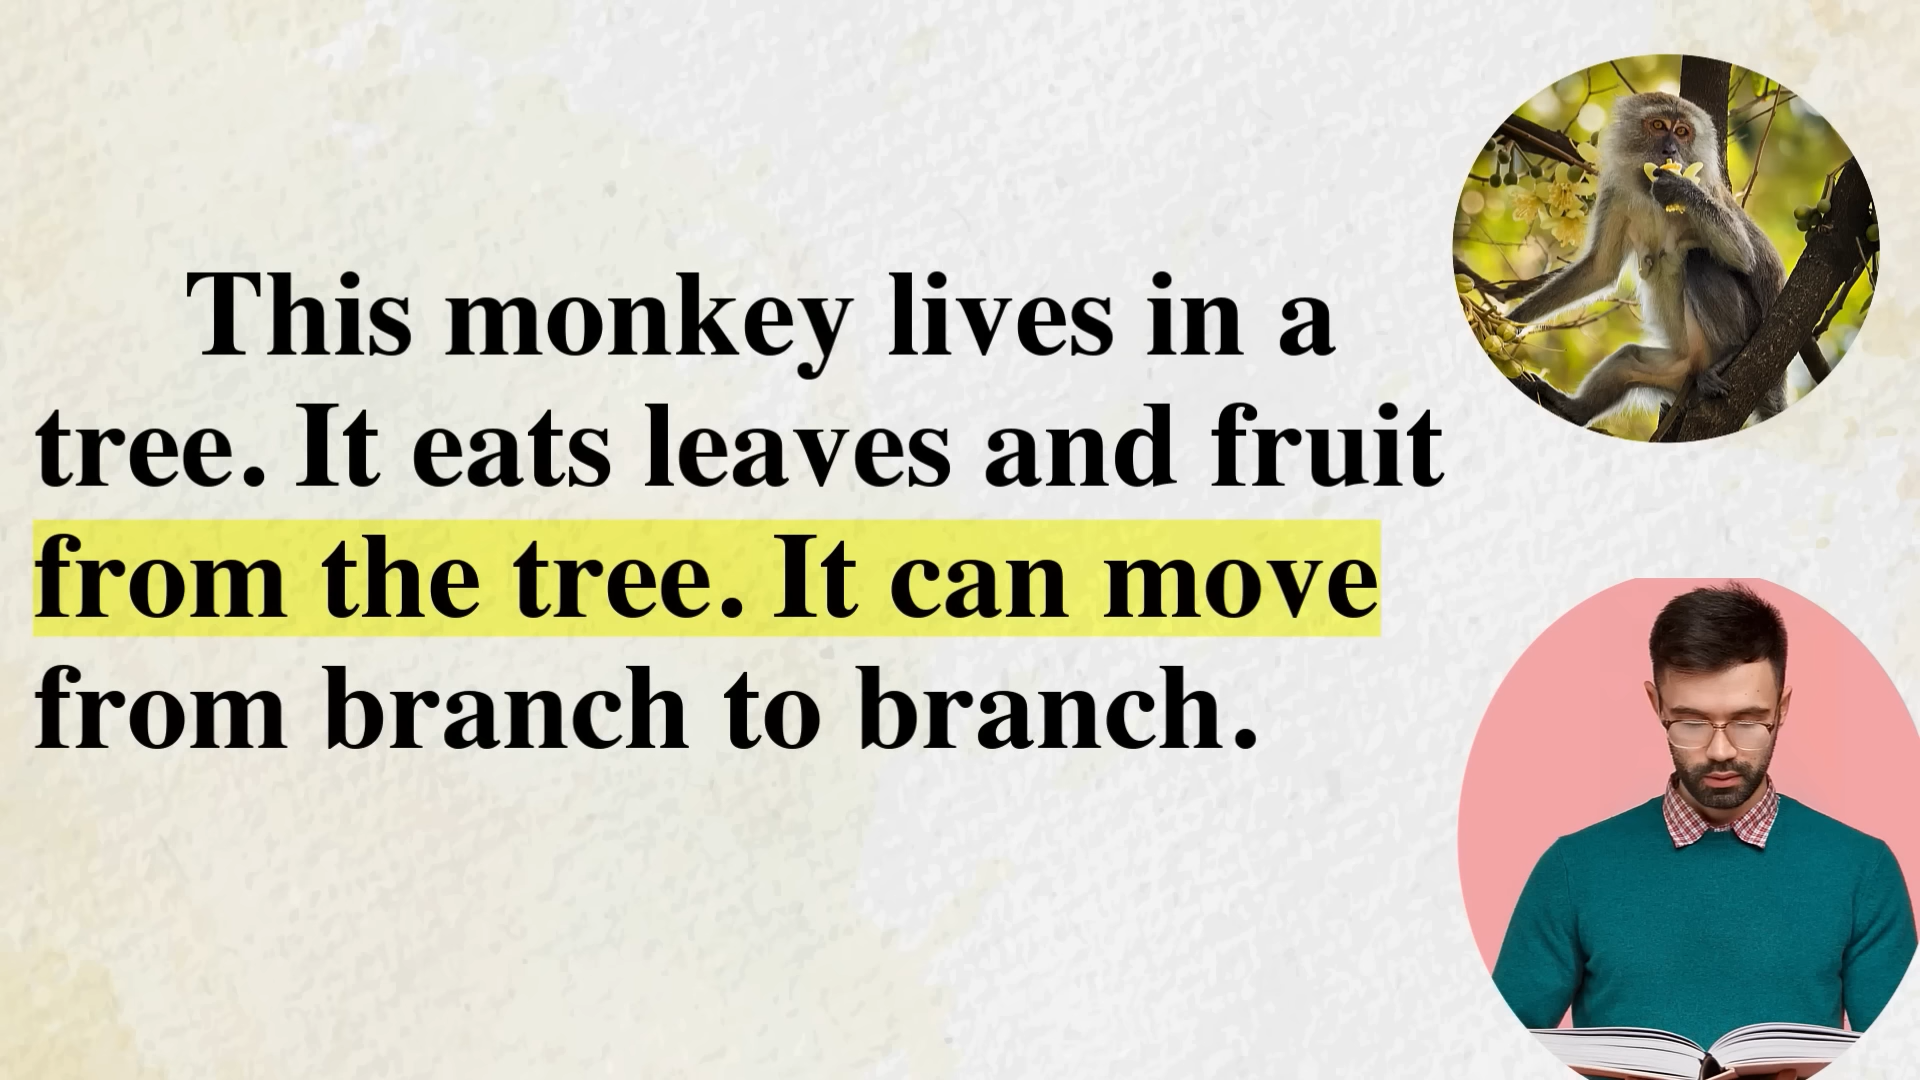 This monkey lives in a
tree. It eats leaves and fruit
from the tree. It can move
from branch to branch.